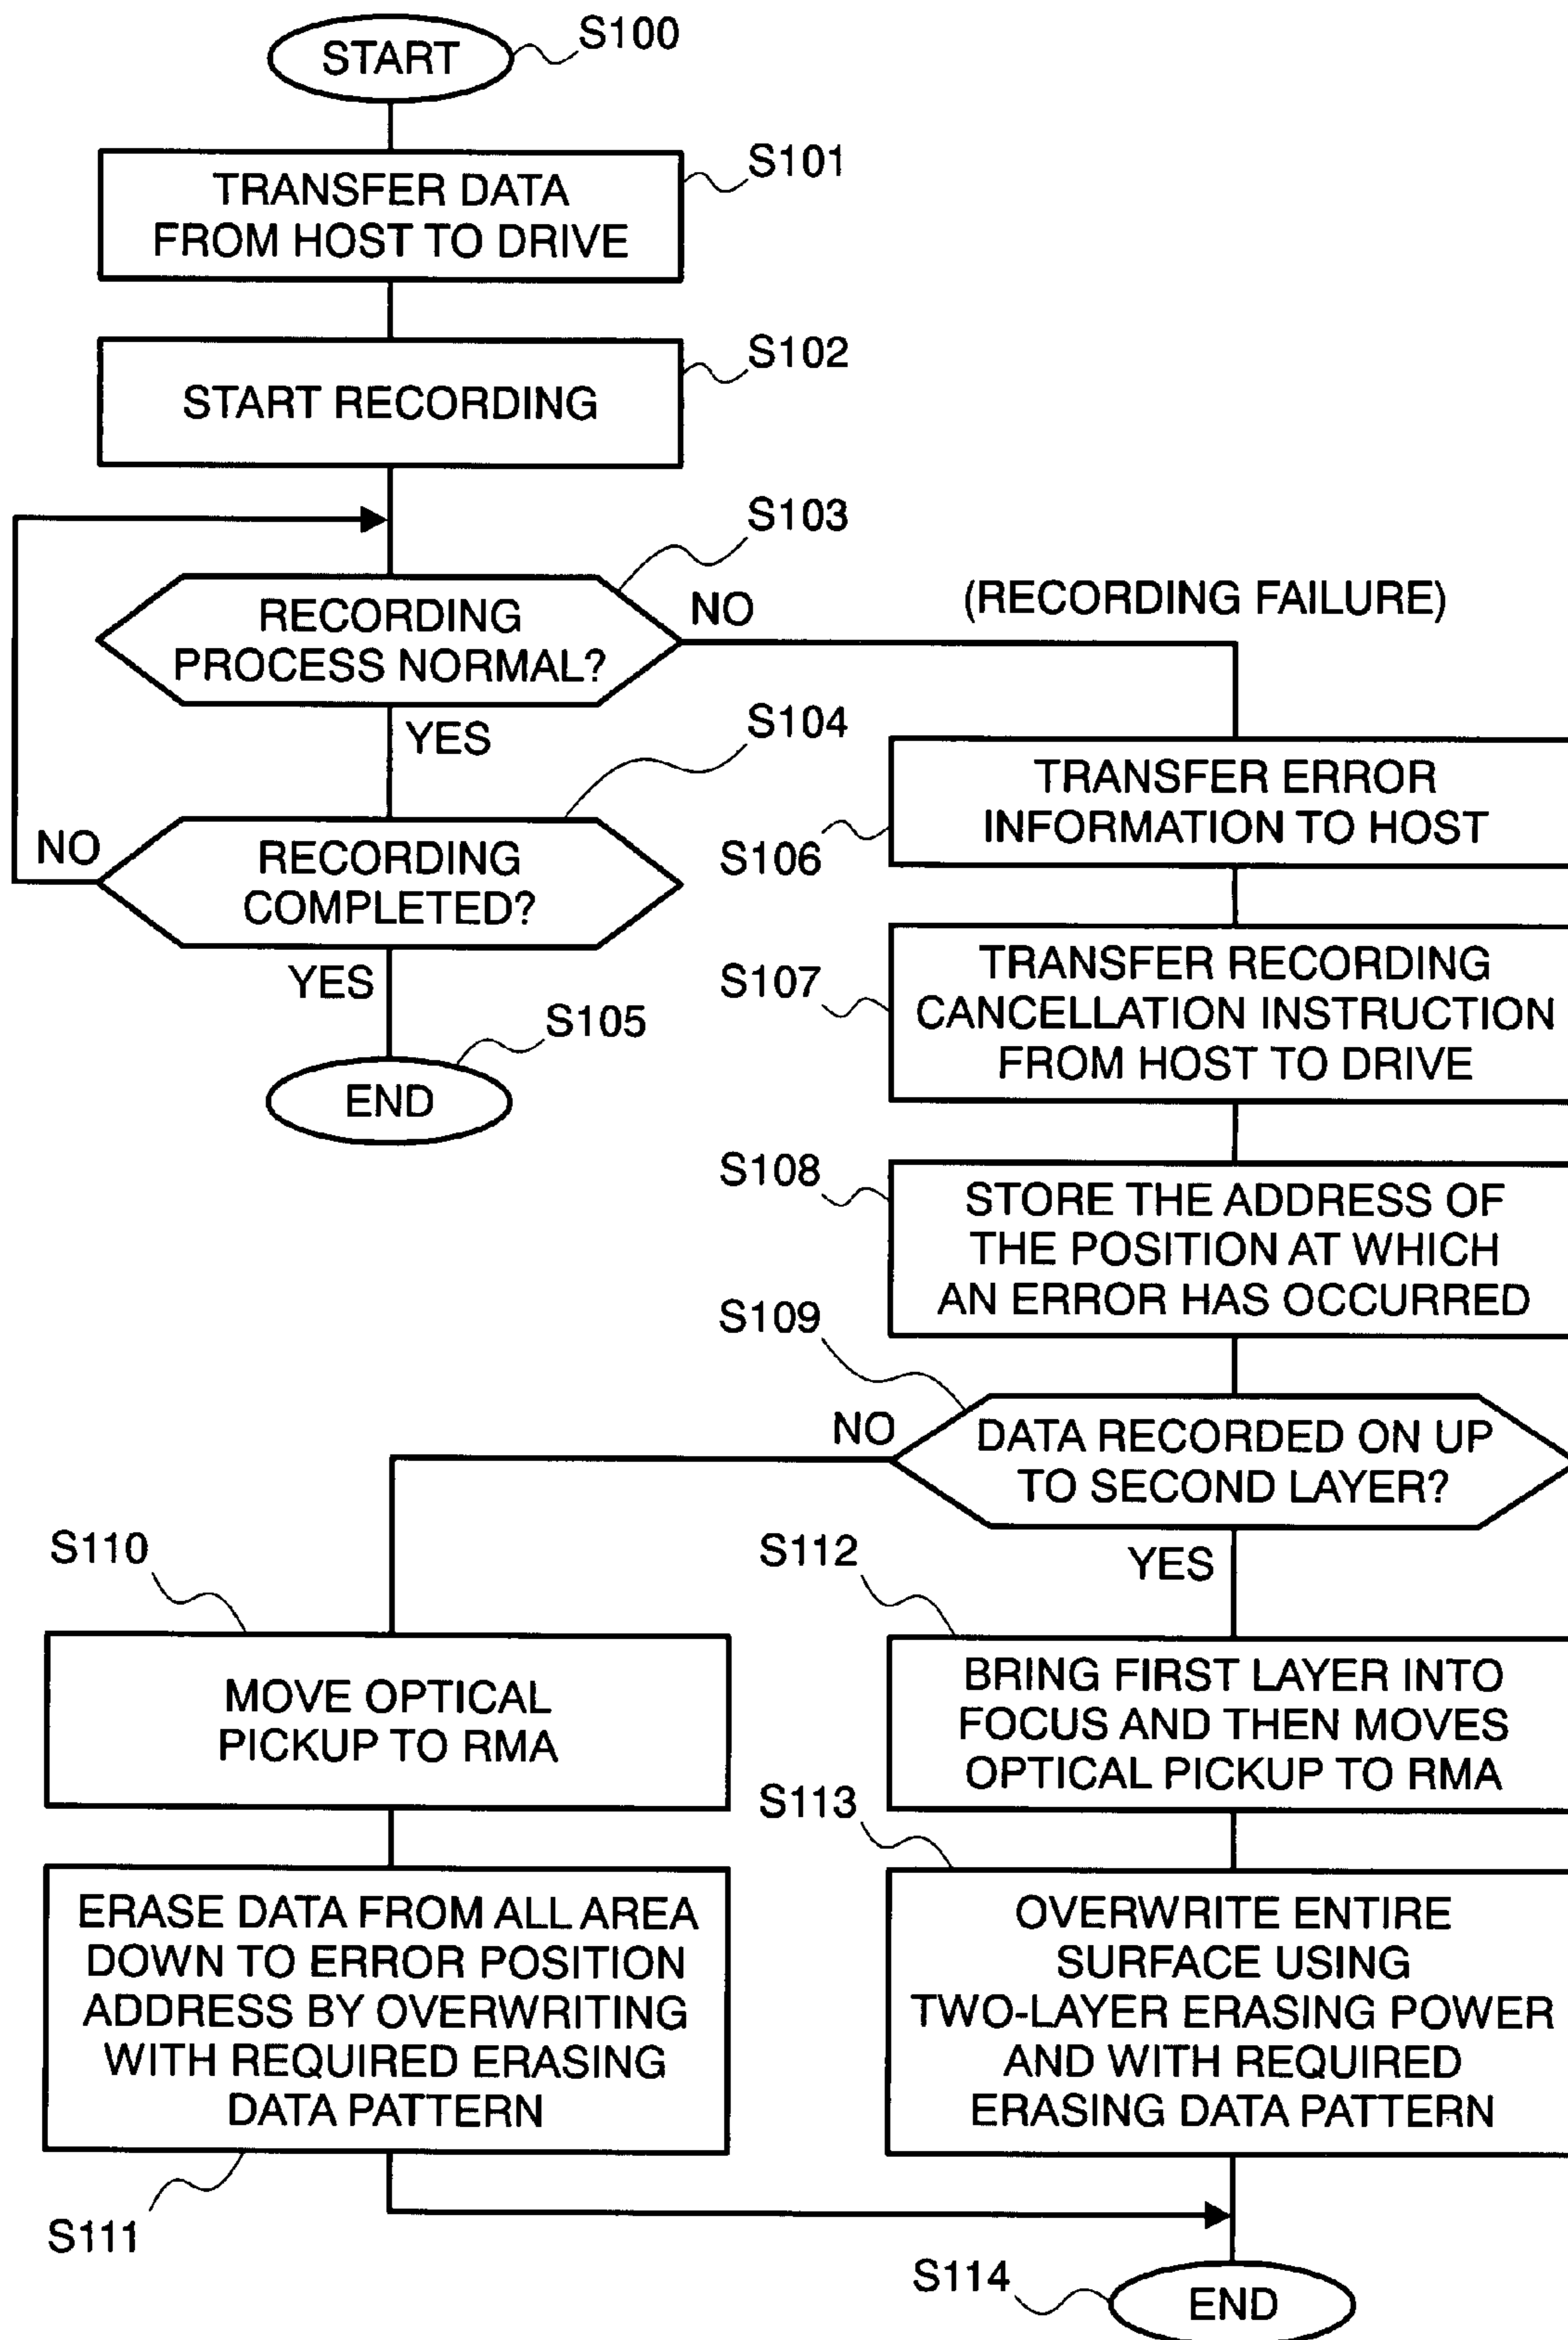 START
S100
TRANSFER DATA
FROM HOST TO DRIVE
S101
START RECORDING
S102
S103
RECORDING
PROCESS NORMAL?
NO
(RECORDING FAILURE)
YES
S104
RECORDING
COMPLETED?
NO
YES
S105
END
TRANSFER ERROR
INFORMATION TO HOST
S106
TRANSFER RECORDING
CANCELLATION INSTRUCTION
FROM HOST TO DRIVE
S107
S108
STORE THE ADDRESS OF
THE POSITION AT WHICH
AN ERROR HAS OCCURRED
S109
NO
DATA RECORDED ON UP
TO SECOND LAYER?
YES
S110
MOVE OPTICAL
PICKUP TO RMA
S112
BRING FIRST LAYER INTO
FOCUS AND THEN MOVES
OPTICAL PICKUP TO RMA
S113
ERASE DATA FROM ALL AREA
DOWN TO ERROR POSITION
ADDRESS BY OVERWRITING
WITH REQUIRED ERASING
DATA PATTERN
S111
OVERWRITE ENTIRE
SURFACE USING
TWO-LAYER ERASING POWER
AND WITH REQUIRED
ERASING DATA PATTERN
S114
END